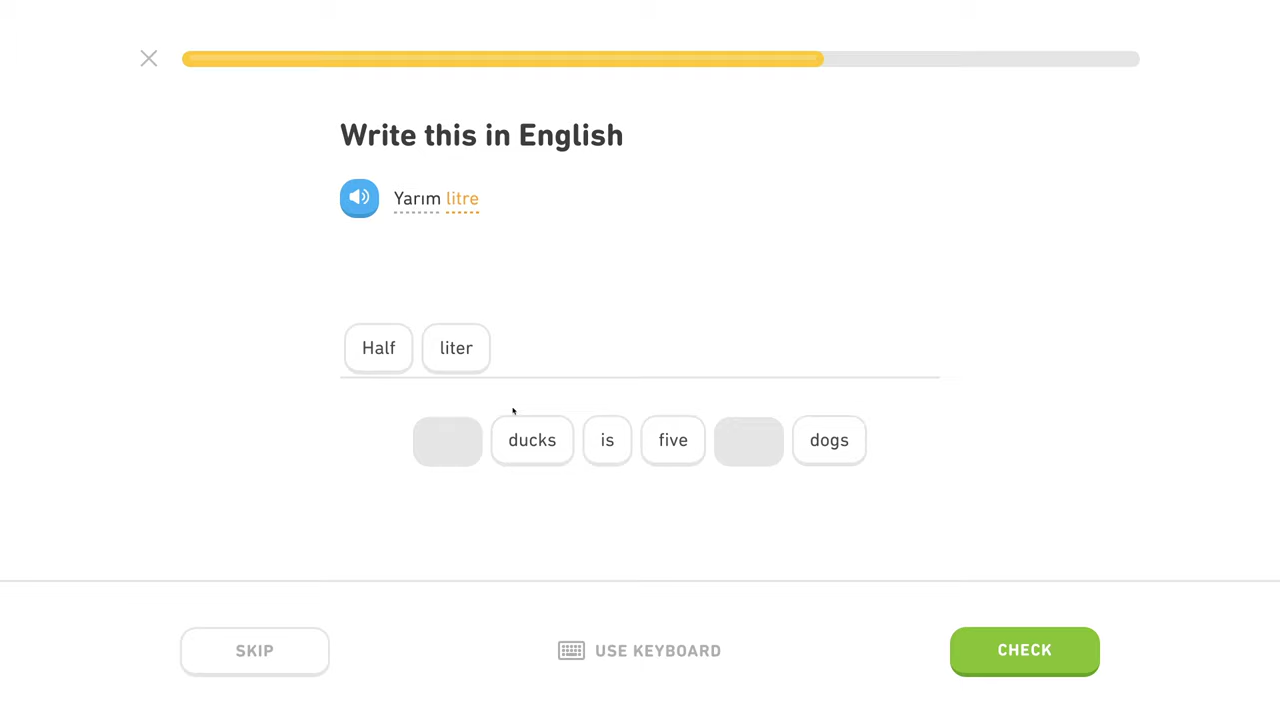 Write this in English
Yarım litre
Half liter
ducks is five dogs
SKIP USE KEYBOARD CHECK